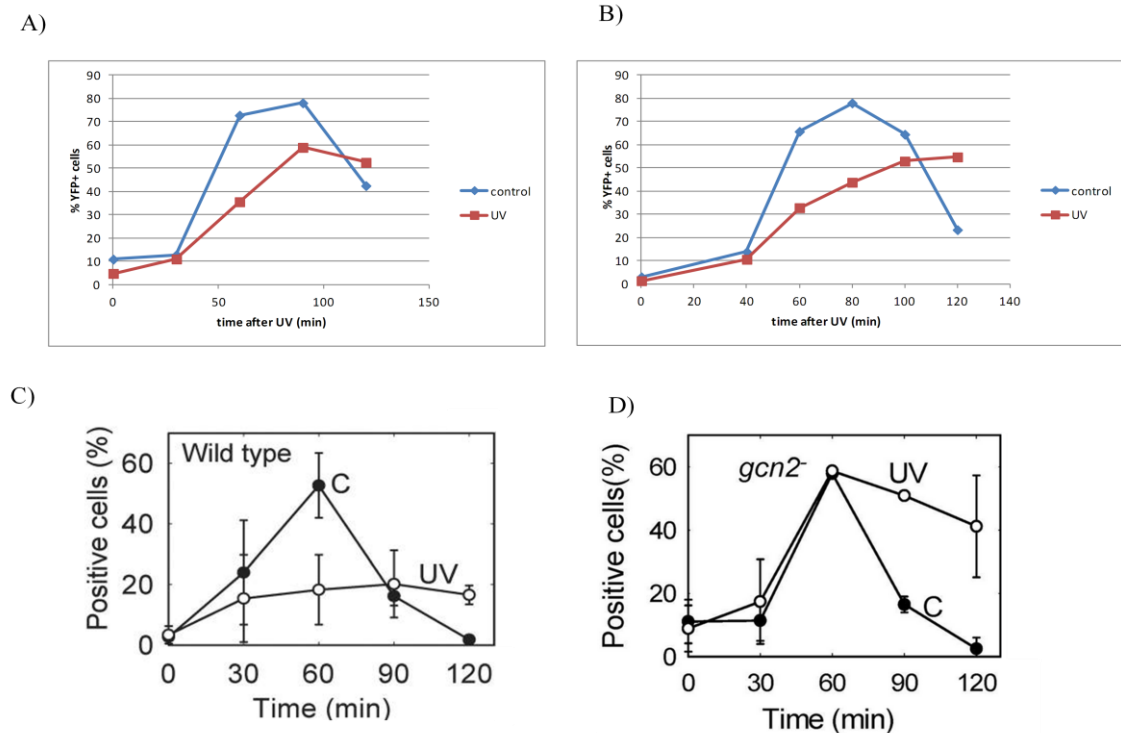 A)
90
80
70
60
50
40
30
20
10
0
% YFP+ cells
0 50 100 150
time after UV (min)
control
UV
B)
90
80
70
60
50
40
30
20
10
0
% YFP+ cells
0 20 40 60 80 100 120 140
time after UV (min)
control
UV
C)
Positive cells (%)
60
40
20
0
Wild type
C
UV
0 30 60 90 120
Time (min)
D)
Positive cells(%)
60
40
20
0
gcn2-
UV
C
0 30 60 90 120
Time (min)